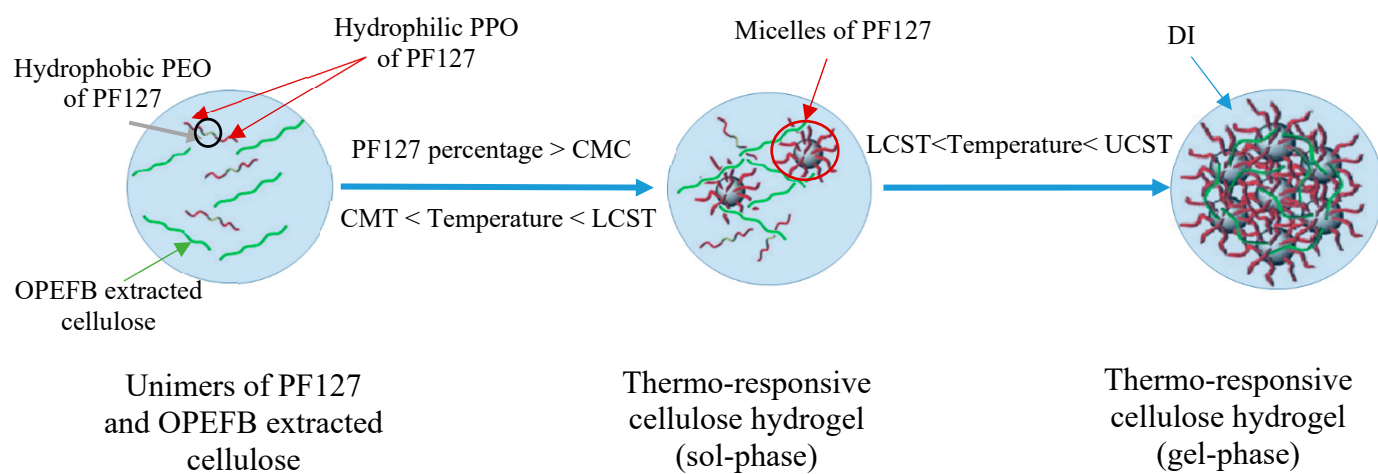 Hydrophobic PEO
of PF127
Hydrophilic PPO
of PF127
OPEFB extracted
cellulose
Unimers of PF127
and OPEFB extracted
cellulose
PF127 percentage > CMC
CMT < Temperature < LCST
Micelles of PF127
Thermo-responsive
cellulose hydrogel
(sol-phase)
LCST<Temperature< UCST
DI
Thermo-responsive
cellulose hydrogel
(gel-phase)